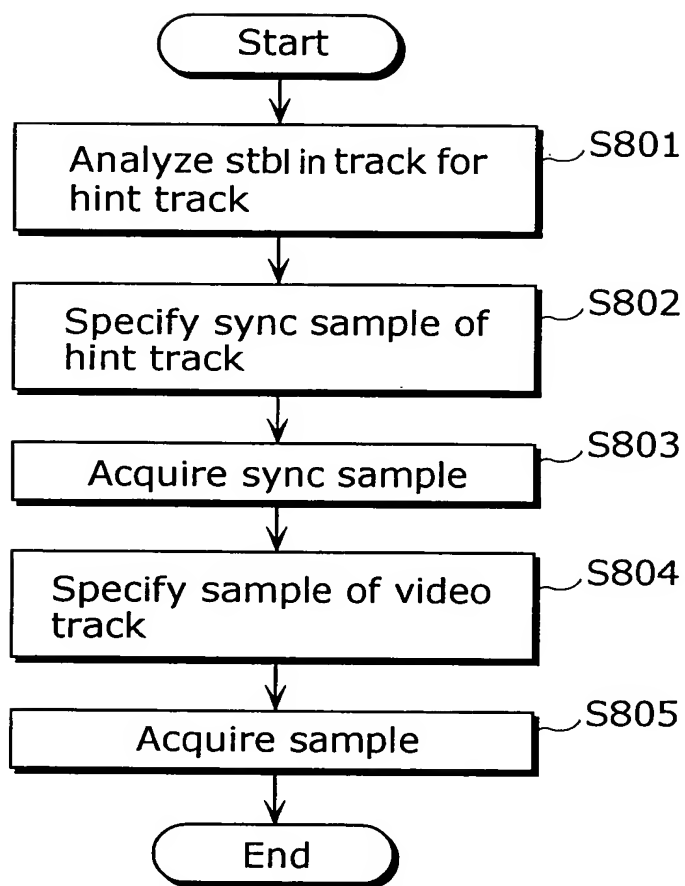 Start
Analyze stbl in track for
hint track
S801
Specify sync sample of
hint track
S802
Acquire sync sample
S803
Specify sample of video
track
S804
Acquire sample
S805
End